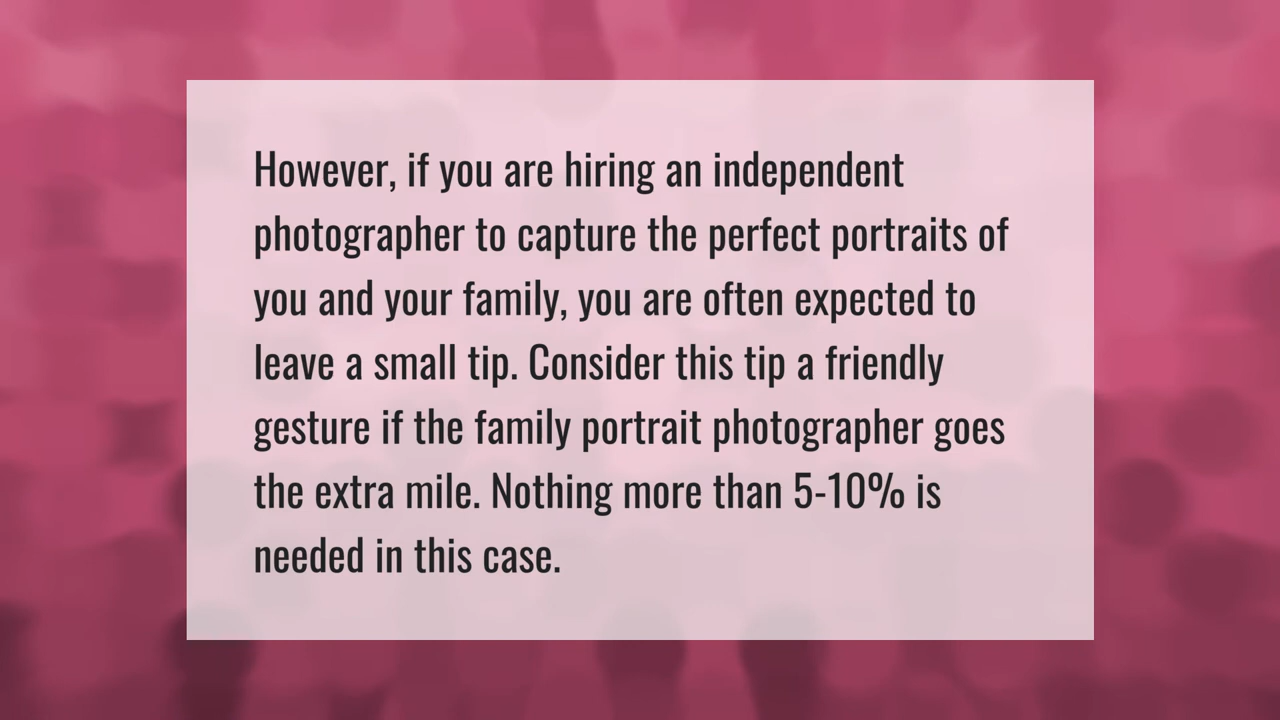 However, if you are hiring an independent
photographer to capture the perfect portraits of
you and your family, you are often expected to
leave a small tip. Consider this tip a friendly
gesture if the family portrait photographer goes
the extra mile. Nothing more than 5-10% is
needed in this case.